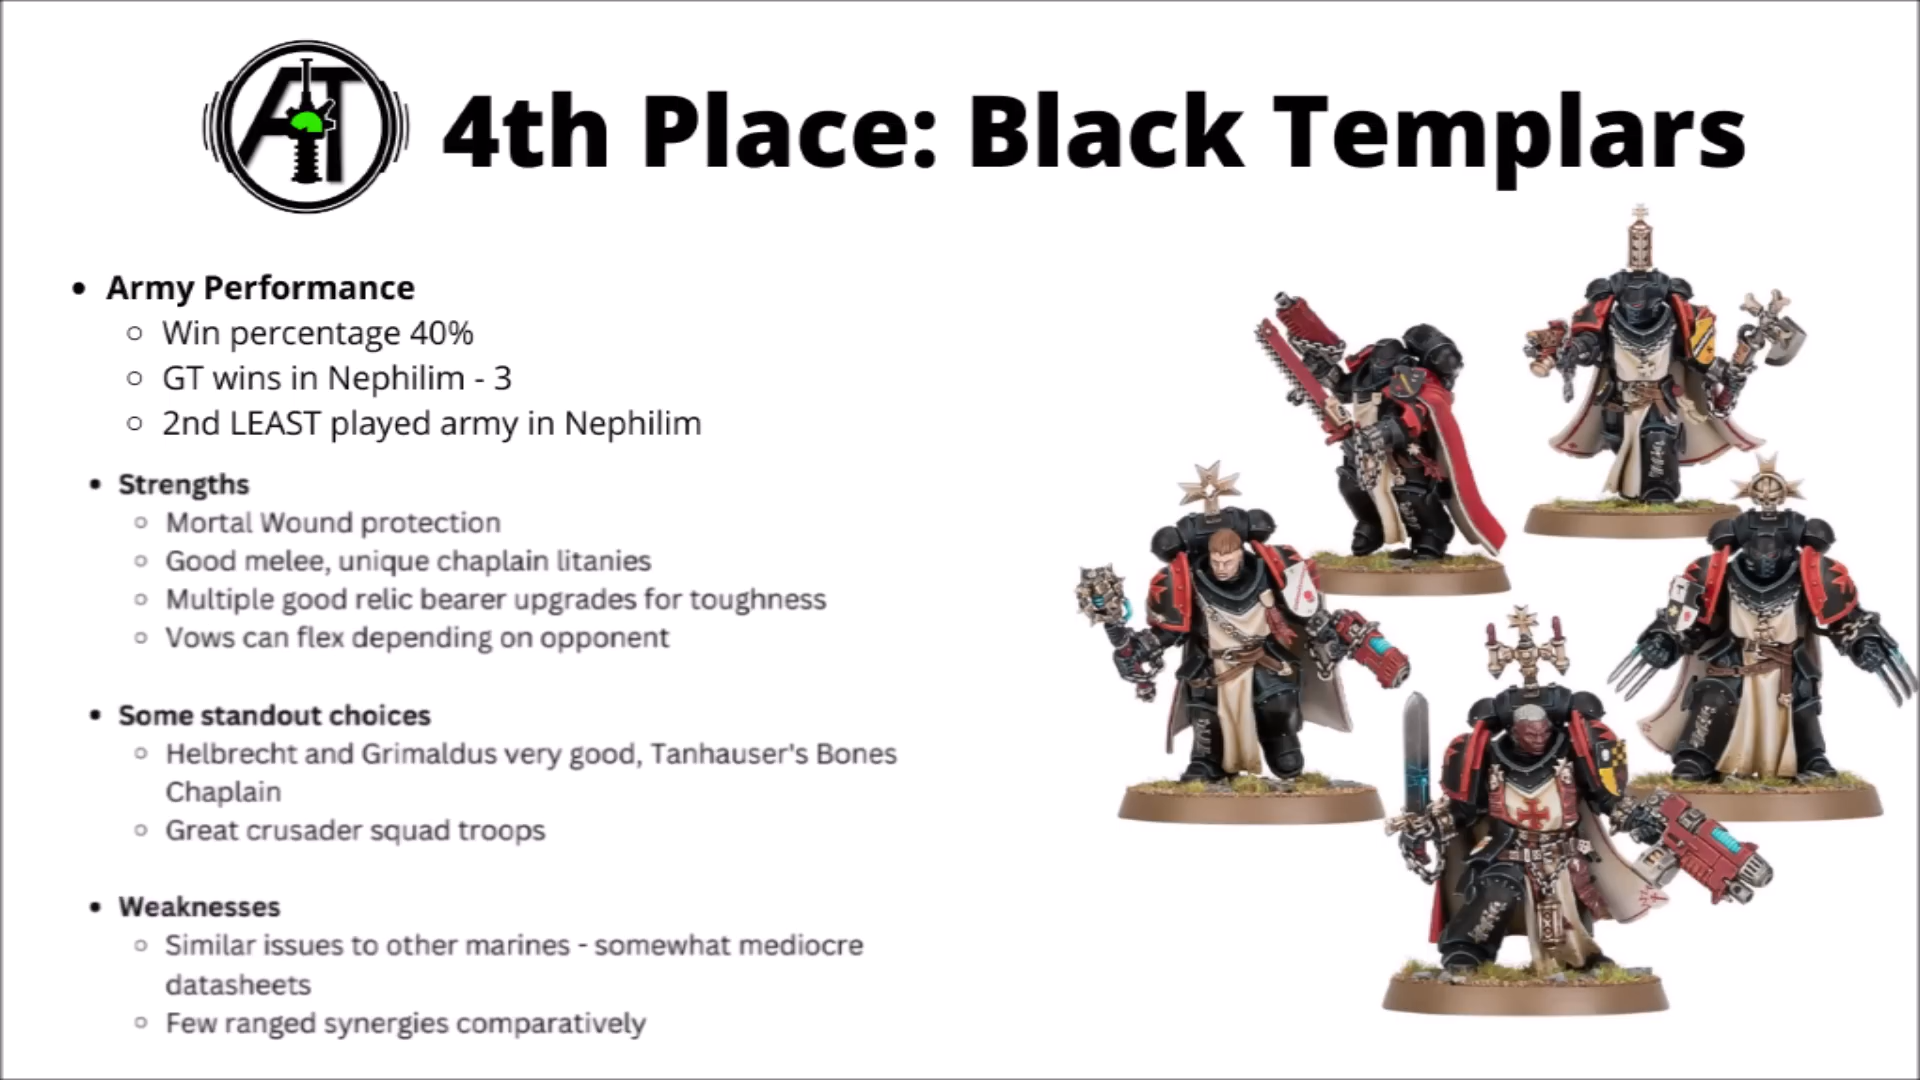 AT
4th Place: Black Templars
• Army Performance
○ Win percentage 40%
○ GT wins in Nephilim - 3
○ 2nd LEAST played army in Nephilim
• Strengths
○ Mortal Wound protection
○ Good melee, unique chaplain litanies
○ Multiple good relic bearer upgrades for toughness
○ Vows can flex depending on opponent
• Some standout choices
○ Helbrecht and Grimaldus very good, Tanhauser's Bones
Chaplain
○ Great crusader squad troops
• Weaknesses
○ Similar issues to other marines - somewhat mediocre
datasheets
○ Few ranged synergies comparatively